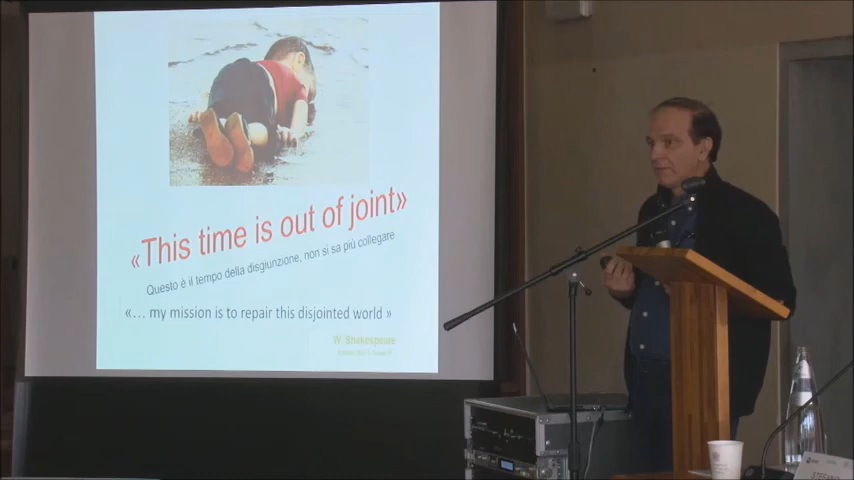 «This time is out of joint»
Questo è il tempo della disgiunzione, non si sa più collegare
«... my mission is to repair this disjointed world »
W. Shakespeare